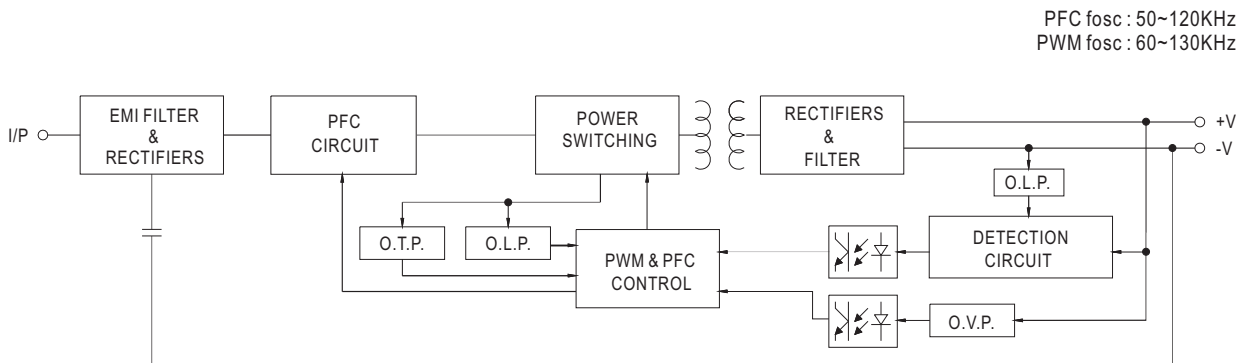 PFC fosc : 50~120KHz
PWM fosc : 60~130KHz
EMI FILTER
&
RECTIFIERS
PFC
CIRCUIT
POWER
SWITCHING
RECTIFIERS
&
FILTER
I/P
+V
-V
O.L.P.
O.T.P.
O.L.P.
PWM & PFC
CONTROL
DETECTION
CIRCUIT
O.V.P.